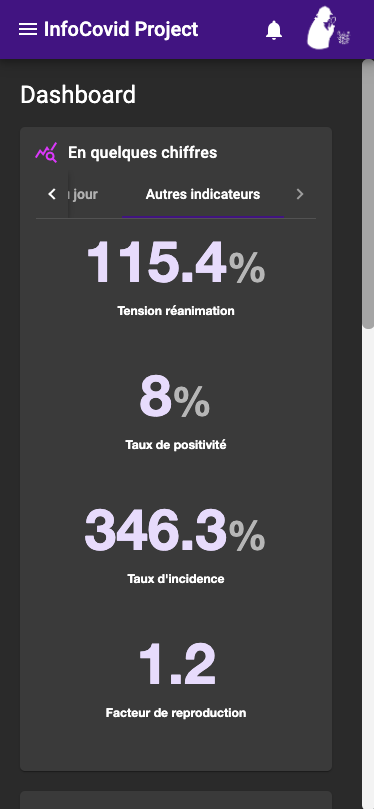 InfoCovid Project
Dashboard
En quelques chiffres
jour
Autres indicateurs
115.4%
Tension réanimation
8%
Taux de positivité
346.3%
Taux d'incidence
1.2
Facteur de reproduction